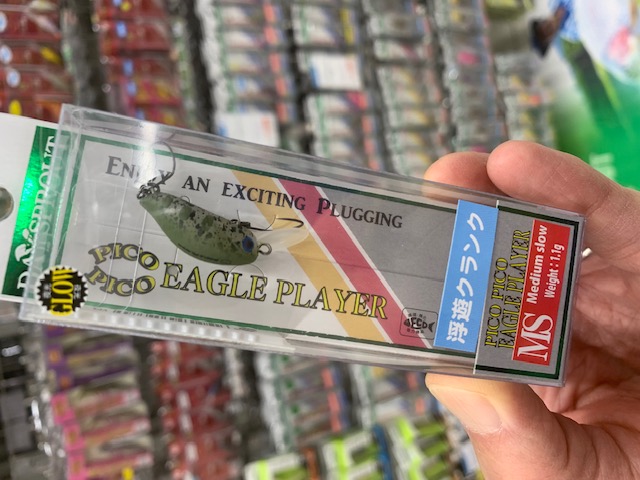 ENJOY AN EXCITING PLUGGING
PICO
PICO
EAGLE PLAYER
GLOW
浮遊クランク
PICO PICO
EAGLE PLAYER
MS
Medium slow
Weight : 1.1g